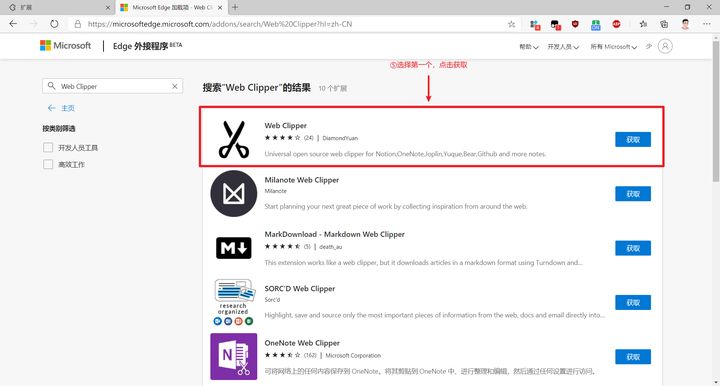 扩展
Microsoft Edge 加载项 - Web Cl
https://microsoftedge.microsoft.com/addons/search/Web%20Clipper?hl=zh-CN
Microsoft
Edge 外接程序 BETA
帮助
开发人员
所有 Microsoft
少
⑤选择第一个，点击获取
Web Clipper
搜索"Web Clipper"的结果
10 个扩展
主页
按类别筛选
开发人员工具
高效工作
Web Clipper
(24) | DiamondYuan
Universal open source web clipper for Notion,OneNote,Joplin,Yuque,Bear,Github and more notes.
获取
Milanote Web Clipper
Milanote
Start planning your next great piece of work by collecting inspiration from around the web.
获取
MarkDownload - Markdown Web Clipper
(5) | death_au
This extension works like a web clipper, but it downloads articles in a markdown format using Turndown and...
获取
SORC'D Web Clipper
Sorc'd
Highlight, save and source only the most important pieces of information from the web, docs and email directly into...
research
organized
获取
OneNote Web Clipper
(162) | Microsoft Corporation
可将网络上的任何内容保存到 OneNote。将其剪贴到 OneNote 中，进行整理和编辑，然后通过任何设备进行访问。
获取